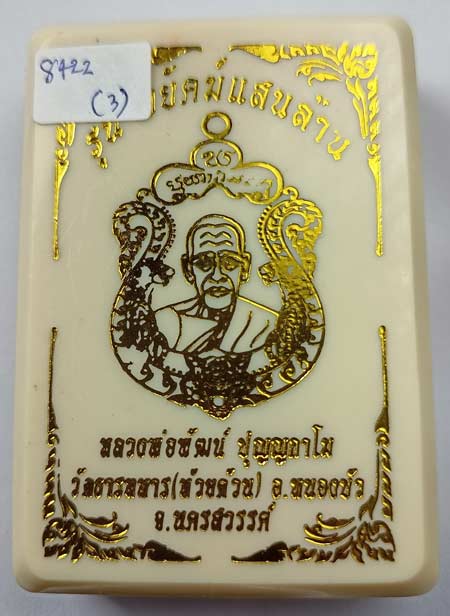 8422
(3)
แสนล้าน
หลวงพ่อพัฒน์ ปุญญกาโม
วัดธารทหาร(ห้วยด้วน) อ.หนองบัว
จ.นครสวรรค์